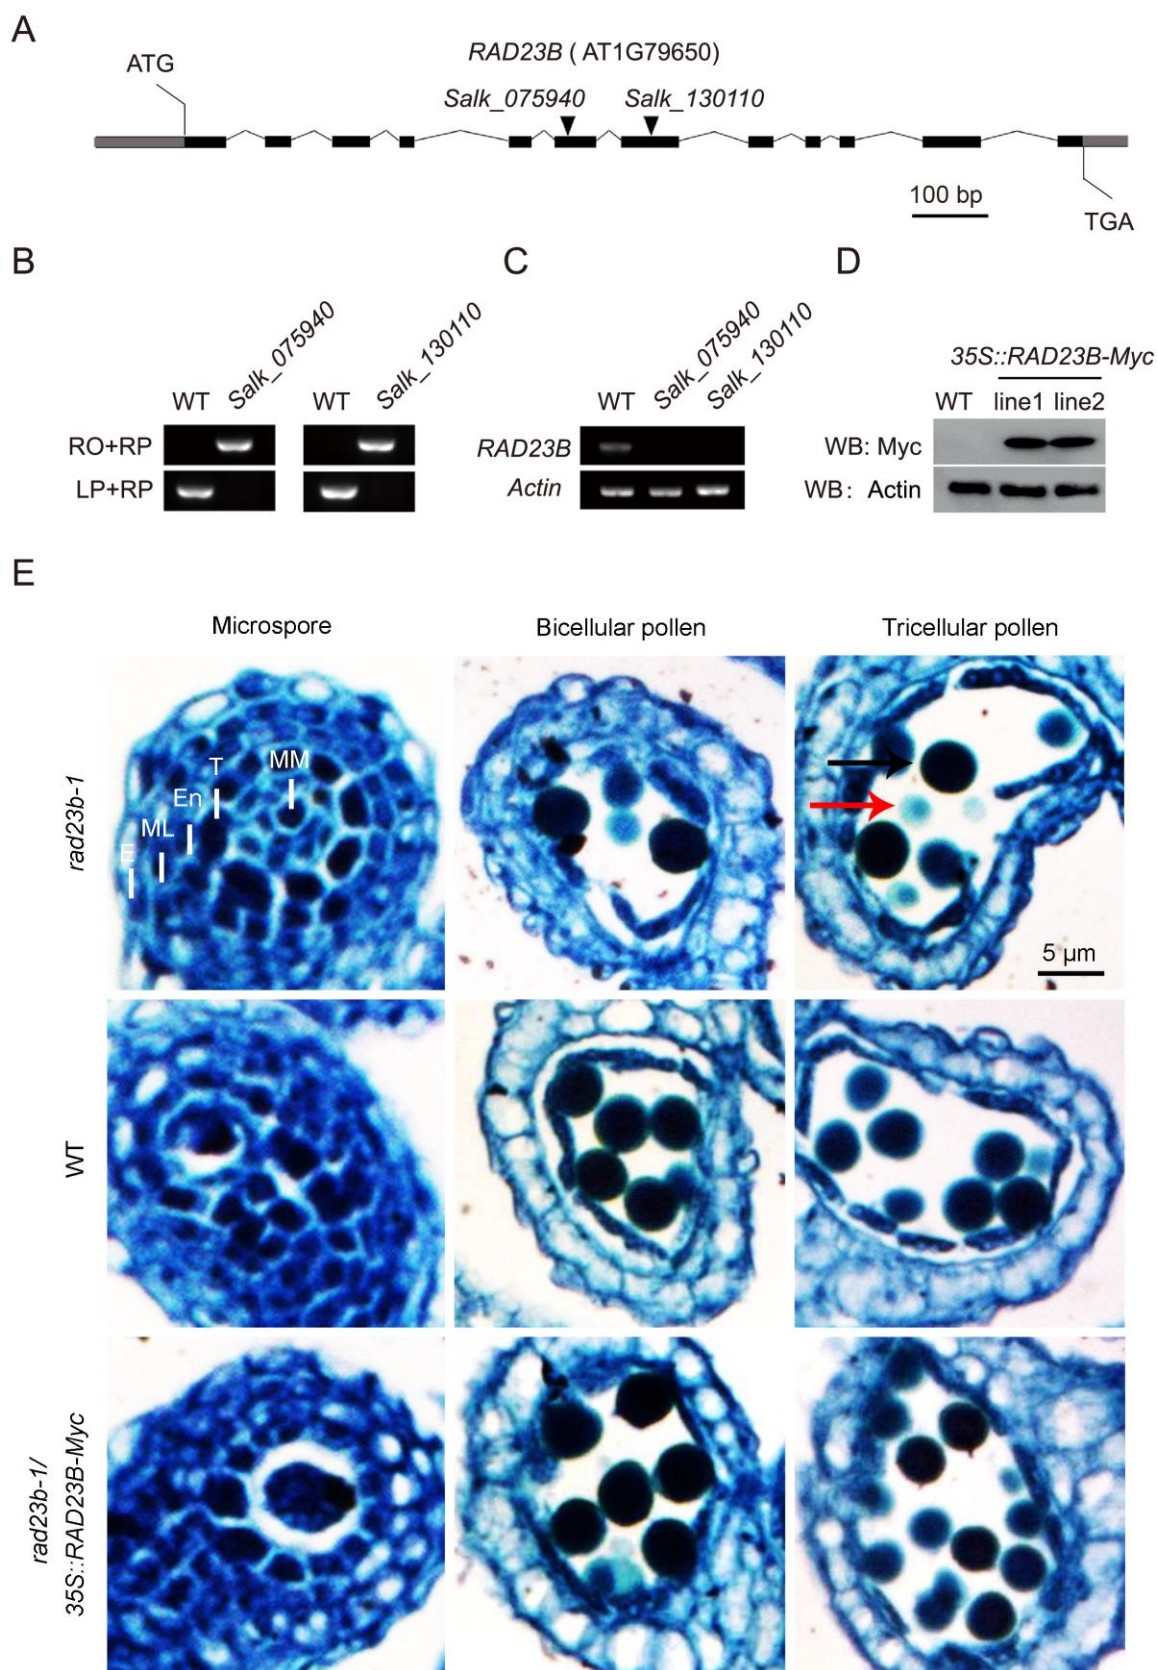 A
RAD23B ( AT1G79650)
ATG
Salk_075940 Salk_130110
100 bp
TGA
B
C
D
WT Salk_075940 WT Salk_130110
RO+RP
LP+RP
WT Salk_075940 Salk_130110
RAD23B
Actin
35S::RAD23B-Myc
WT line1 line2
WB: Myc
WB: Actin
E
Microspore Bicellular pollen Tricellular pollen
rad23b-1
E ML En T MM
5 μm
WT
rad23b-1/
35S::RAD23B-Myc